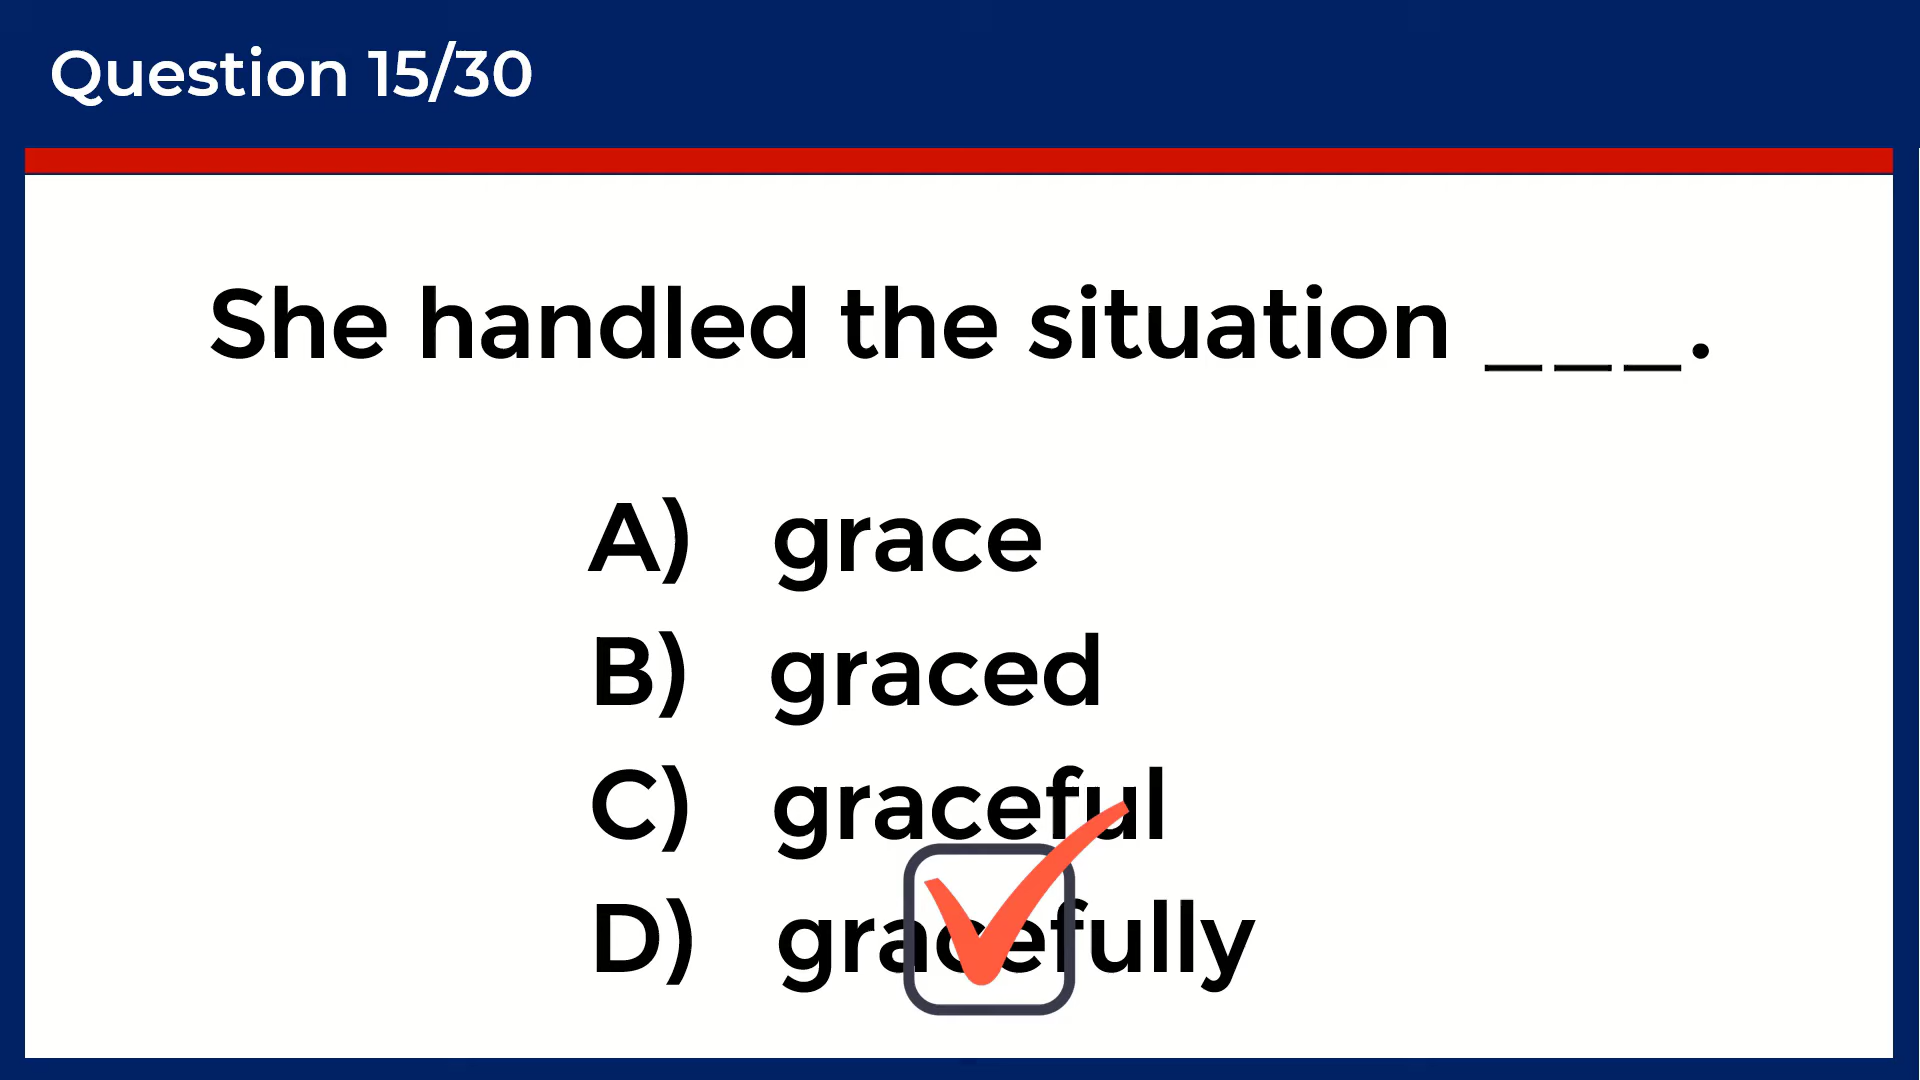 Question 15/30
She handled the situation ___.
A) grace
B) graced
C) graceful
D) gracefully